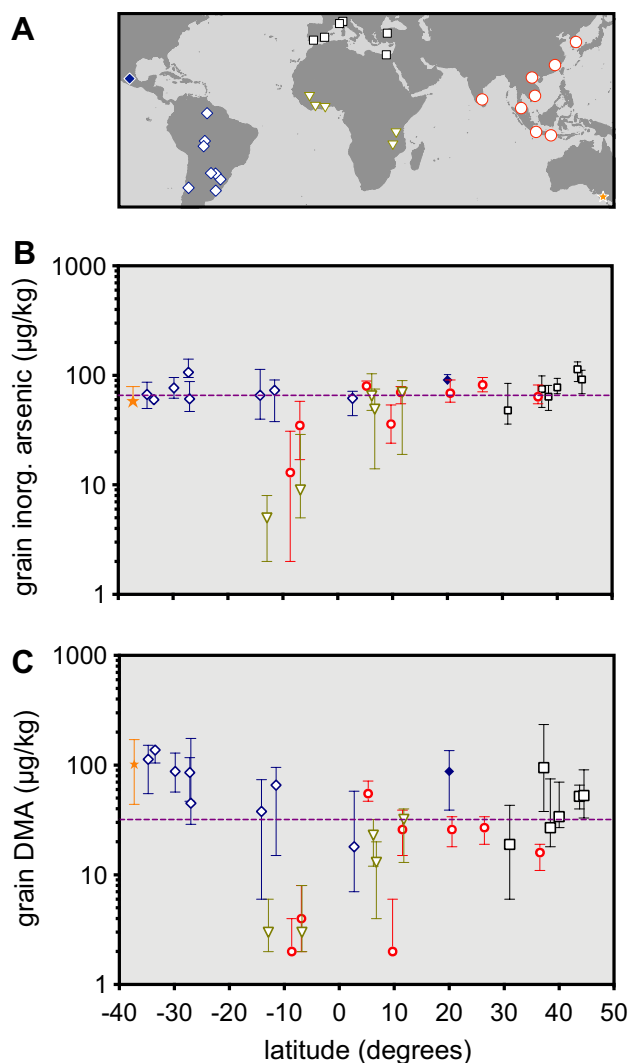 A
B
grain inorg. arsenic (µg/kg)
1000
100
10
1
C
grain DMA (µg/kg)
1000
100
10
1
-40 -30 -20 -10 0 10 20 30 40 50
latitude (degrees)